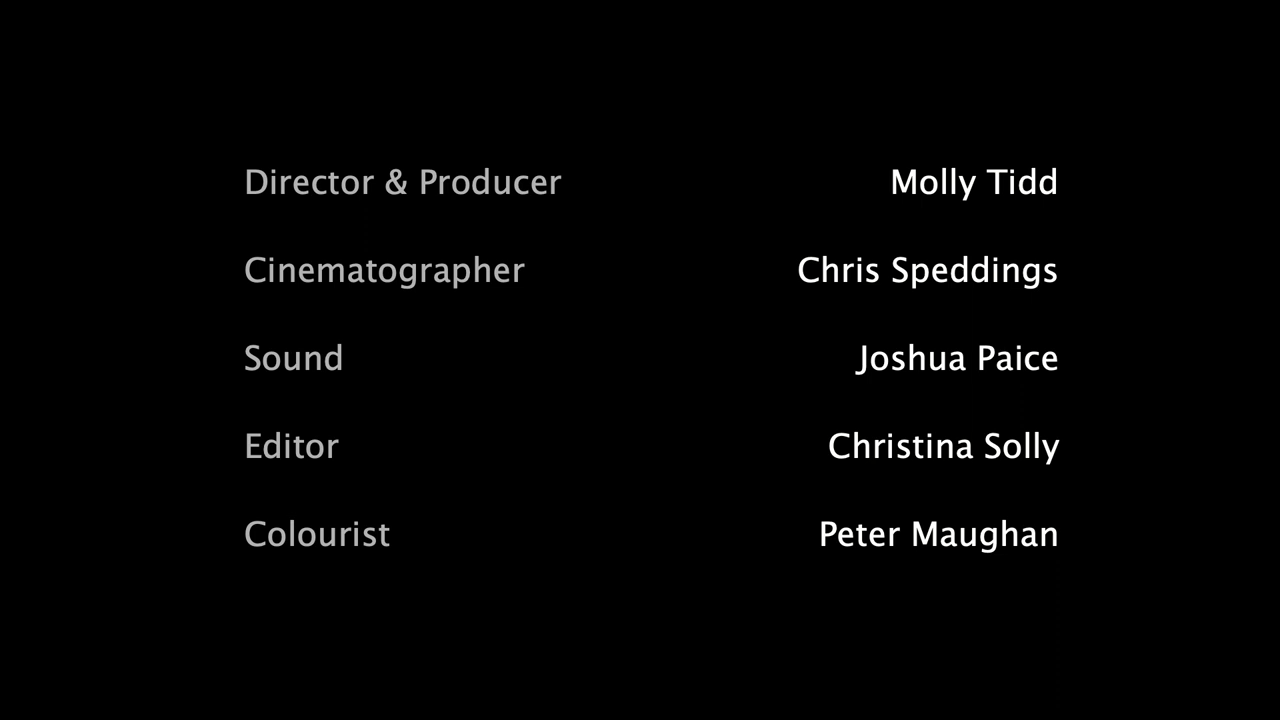 Director & Producer Molly Tidd
Cinematographer Chris Speddings
Sound Joshua Paice
Editor Christina Solly
Colourist Peter Maughan